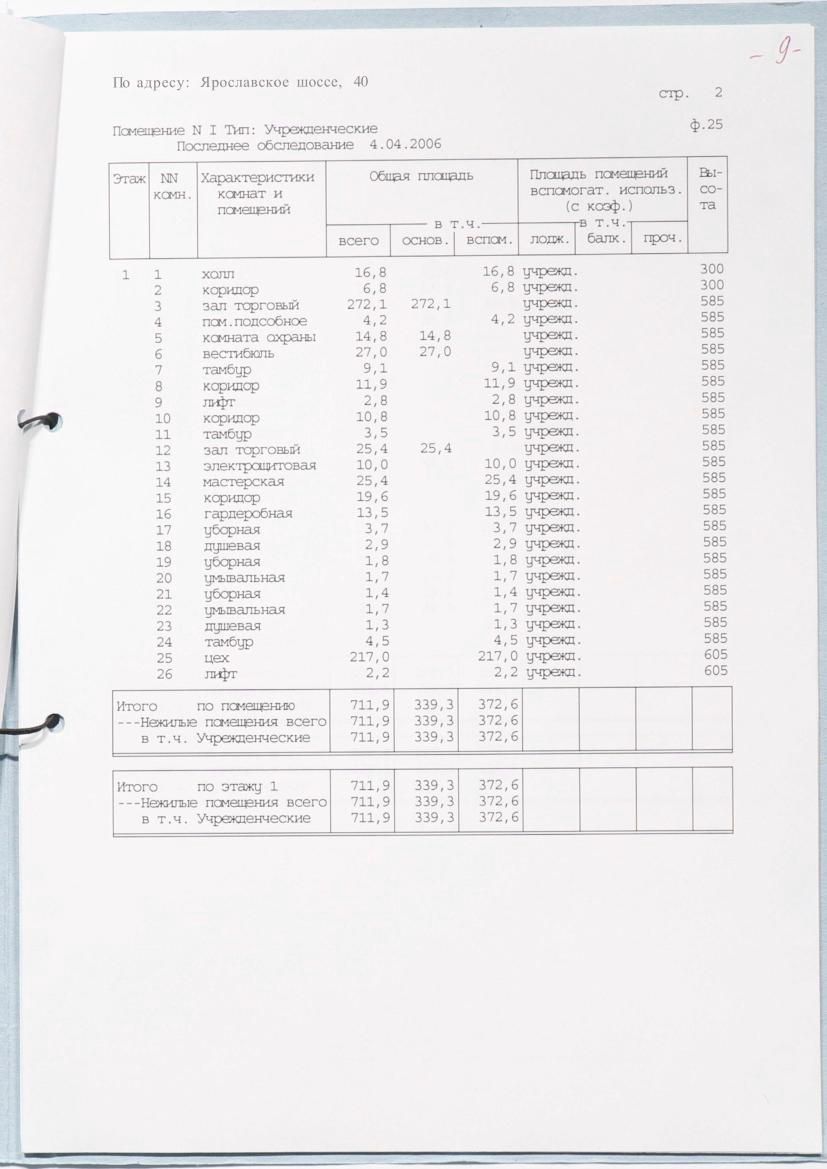 - 9-
По адресу: Ярославское шоссе, 40
стр. 2
Помещение N I Тип: Учрежденческие ф.25
Последнее обследование 4.04.2006
Этаж NN Характеристики Общая площадь Площадь помещений Вы-
комн. комнат и вспомогат. использ. со-
помещений (с коэф.) та
в т.ч. в т.ч.
всего основ. вспом. лодж. балк. проч.
1 1 холл 16,8 16,8 учрежд. 300
2 коридор 6,8 6,8 учрежд. 300
3 зал торговый 272,1 272,1 учрежд. 585
4 пом.подсобное 4,2 4,2 учрежд. 585
5 комната охраны 14,8 14,8 учрежд. 585
6 вестибюль 27,0 27,0 учрежд. 585
7 тамбур 9,1 9,1 учрежд. 585
8 коридор 11,9 11,9 учрежд. 585
9 лифт 2,8 2,8 учрежд. 585
10 коридор 10,8 10,8 учрежд. 585
11 тамбур 3,5 3,5 учрежд. 585
12 зал торговый 25,4 25,4 учрежд. 585
13 электрощитовая 10,0 10,0 учрежд. 585
14 мастерская 25,4 25,4 учрежд. 585
15 коридор 19,6 19,6 учрежд. 585
16 гардеробная 13,5 13,5 учрежд. 585
17 уборная 3,7 3,7 учрежд. 585
18 душевая 2,9 2,9 учрежд. 585
19 уборная 1,8 1,8 учрежд. 585
20 умывальная 1,7 1,7 учрежд. 585
21 уборная 1,4 1,4 учрежд. 585
22 умывальная 1,7 1,7 учрежд. 585
23 душевая 1,3 1,3 учрежд. 585
24 тамбур 4,5 4,5 учрежд. 585
25 цех 217,0 217,0 учрежд. 605
26 лифт 2,2 2,2 учрежд. 605
Итого по помещению 711,9 339,3 372,6
---Нежилые помещения всего 711,9 339,3 372,6
в т.ч. Учрежденческие 711,9 339,3 372,6
Итого по этажу 1 711,9 339,3 372,6
---Нежилые помещения всего 711,9 339,3 372,6
в т.ч. Учрежденческие 711,9 339,3 372,6